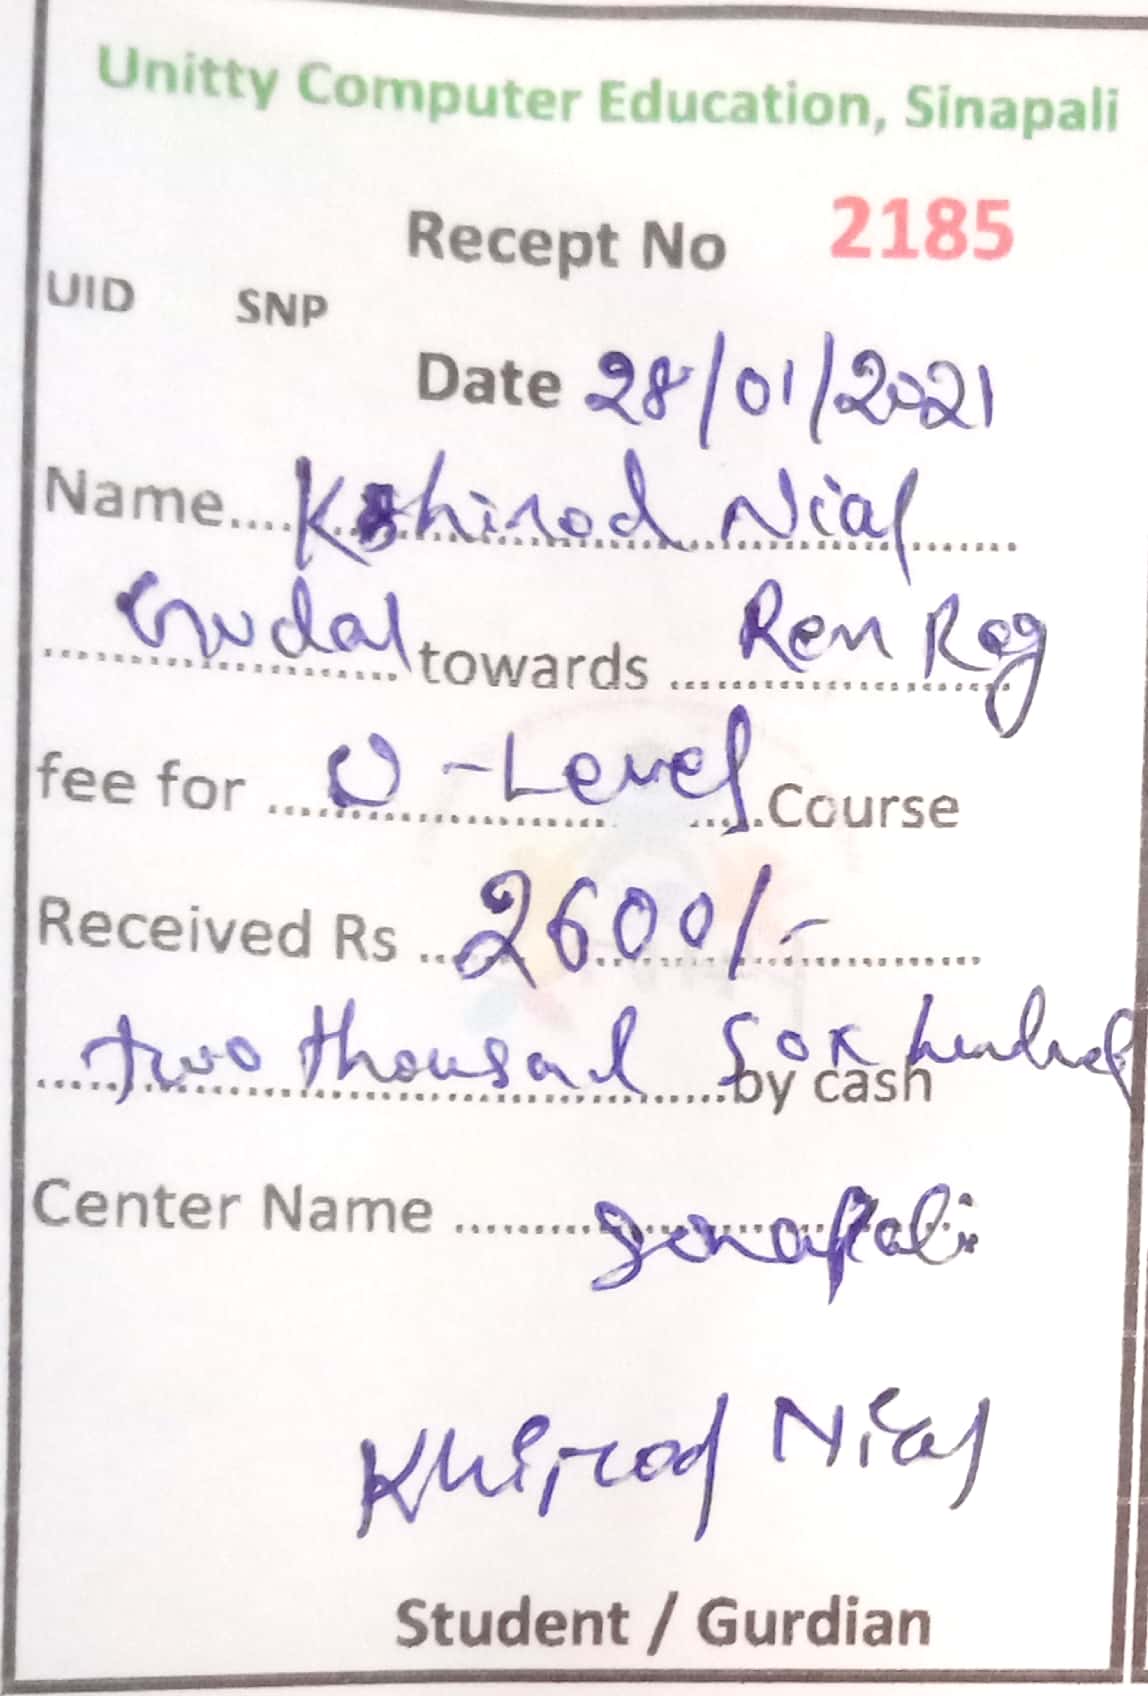 Unitty Computer Education, Sinapali
Recept No 2185
UID SNP
Date 28/01/2021
Name.... Kshirod Nial
towards Ren Reg
fee for O-Level Course
Received Rs 2600/-
two thousand Six hundred by cash
Center Name Sinapali
Khirod Nial
Student / Gurdian